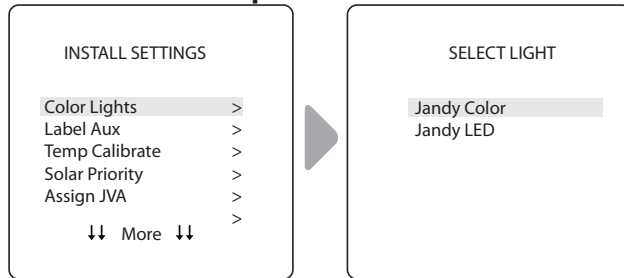 INSTALL SETTINGS
Color Lights >
Label Aux >
Temp Calibrate >
Solar Priority >
Assign JVA >
>
↓↓ More ↓↓
SELECT LIGHT
Jandy Color
Jandy LED